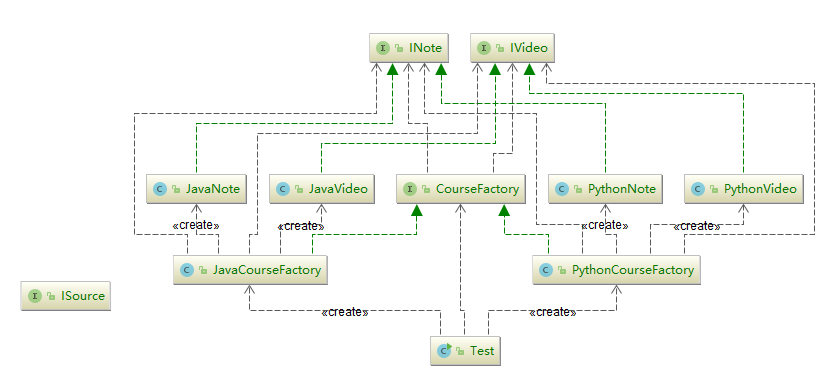 I INote
I IVideo
C JavaNote
C JavaVideo
I CourseFactory
C PythonNote
C PythonVideo
«create»
«create»
«create»
«create»
C JavaCourseFactory
C PythonCourseFactory
I ISource
«create»
«create»
C Test